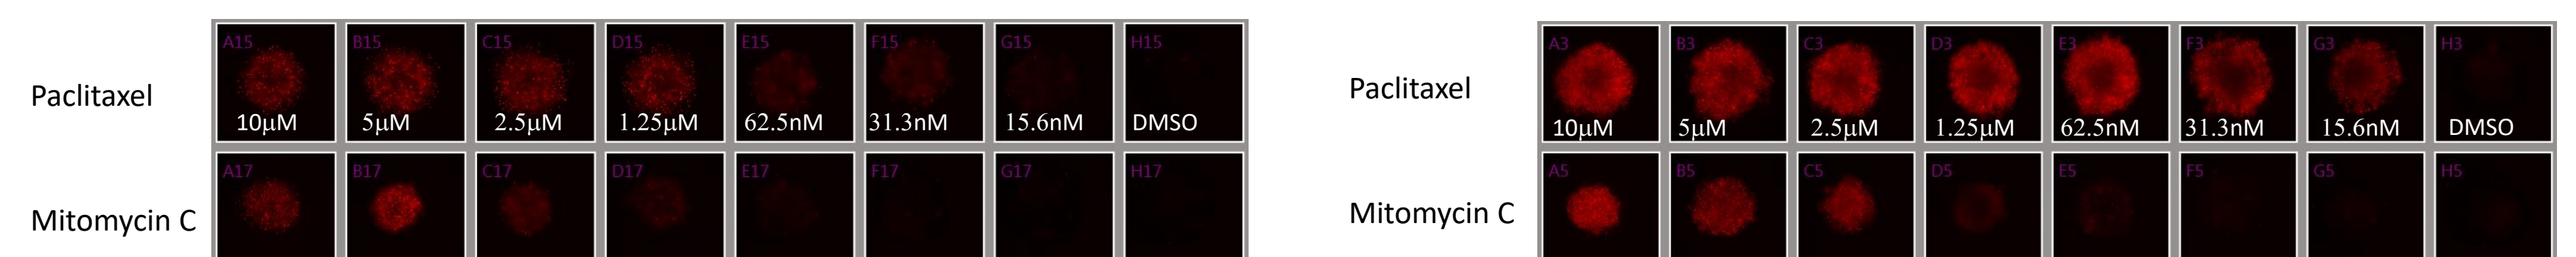 A15 B15 C15 D15 E15 F15 G15 H15
Paclitaxel
10μM 5μM 2.5μM 1.25μM 62.5nM 31.3nM 15.6nM DMSO
A17 B17 C17 D17 E17 F17 G17 H17
Mitomycin C
A3 B3 C3 D3 E3 F3 G3 H3
Paclitaxel
10μM 5μM 2.5μM 1.25μM 62.5nM 31.3nM 15.6nM DMSO
A5 B5 C5 D5 E5 F5 G5 H5
Mitomycin C